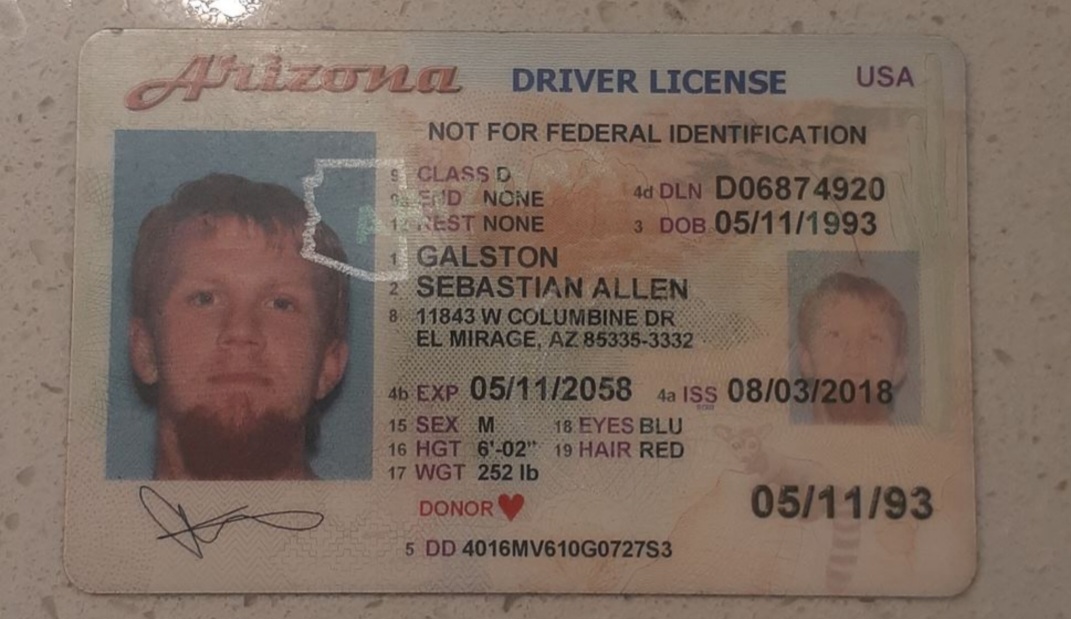 Arizona DRIVER LICENSE USA
NOT FOR FEDERAL IDENTIFICATION
9 CLASS D
9a END NONE 4d DLN D06874920
12 REST NONE 3 DOB 05/11/1993
1 GALSTON
2 SEBASTIAN ALLEN
8 11843 W COLUMBINE DR
EL MIRAGE, AZ 85335-3332
4b EXP 05/11/2058 4a ISS 08/03/2018
15 SEX M 18 EYES BLU
16 HGT 6'-02" 19 HAIR RED
17 WGT 252 lb
DONOR
05/11/93
5 DD 4016MV610G0727S3